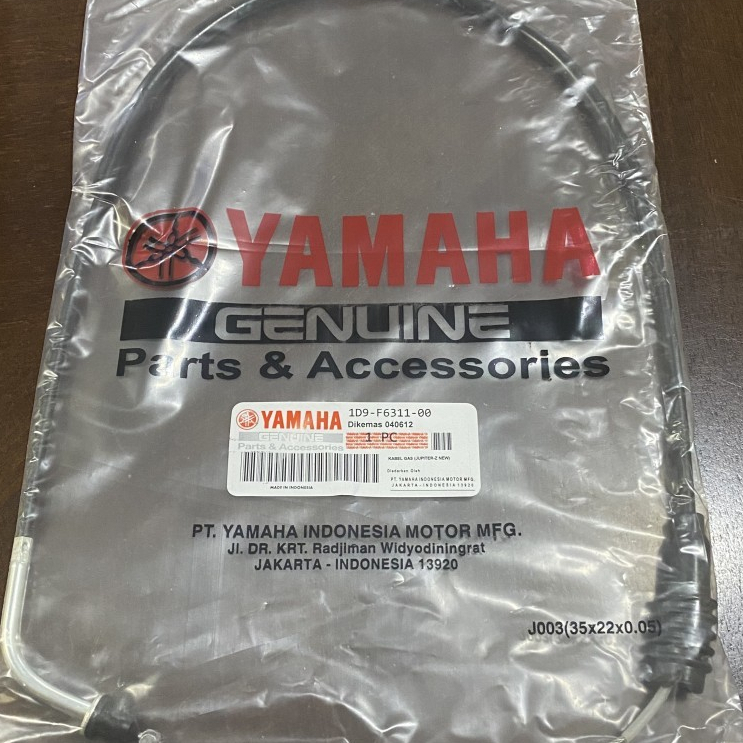 YAMAHA
GENUINE
Parts & Accessories
YAMAHA
GENUINE
Parts & Accessories
MADE IN INDONESIA
1D9-F6311-00
Dikemas 040612
1 PC
KABEL GAS (JUPITER-Z NEW)
Diedarkan Oleh
PT. YAMAHA INDONESIA MOTOR MFG.
JAKARTA - INDONESIA 13920
PT. YAMAHA INDONESIA MOTOR MFG.
Jl. DR. KRT. Radjiman Widyodiningrat
JAKARTA - INDONESIA 13920
J003(35x22x0.05)